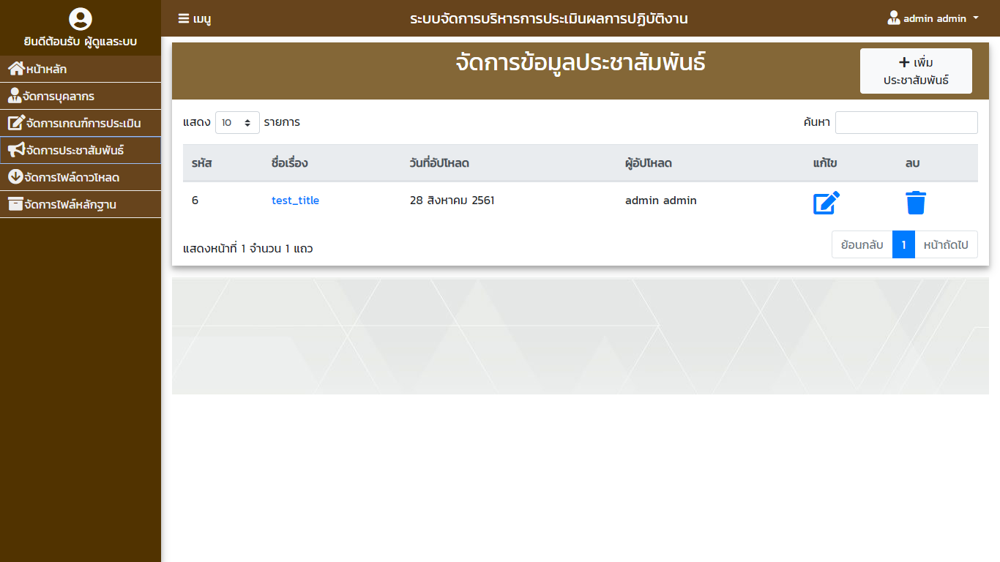 ยินดีต้อนรับ ผู้ดูแลระบบ
หน้าหลัก
จัดการบุคลากร
จัดการเกณฑ์การประเมิน
จัดการประชาสัมพันธ์
จัดการไฟล์ดาวโหลด
จัดการไฟล์หลักฐาน
เมนู
ระบบจัดการบริหารการประเมินผลการปฏิบัติงาน
admin admin
จัดการข้อมูลประชาสัมพันธ์
เพิ่ม
ประชาสัมพันธ์
แสดง 10 รายการ
ค้นหา
รหัส ชื่อเรื่อง วันที่อัปโหลด ผู้อัปโหลด แก้ไข ลบ
6 test_title 28 สิงหาคม 2561 admin admin
แสดงหน้าที่ 1 จำนวน 1 แถว
ย้อนกลับ 1 หน้าถัดไป